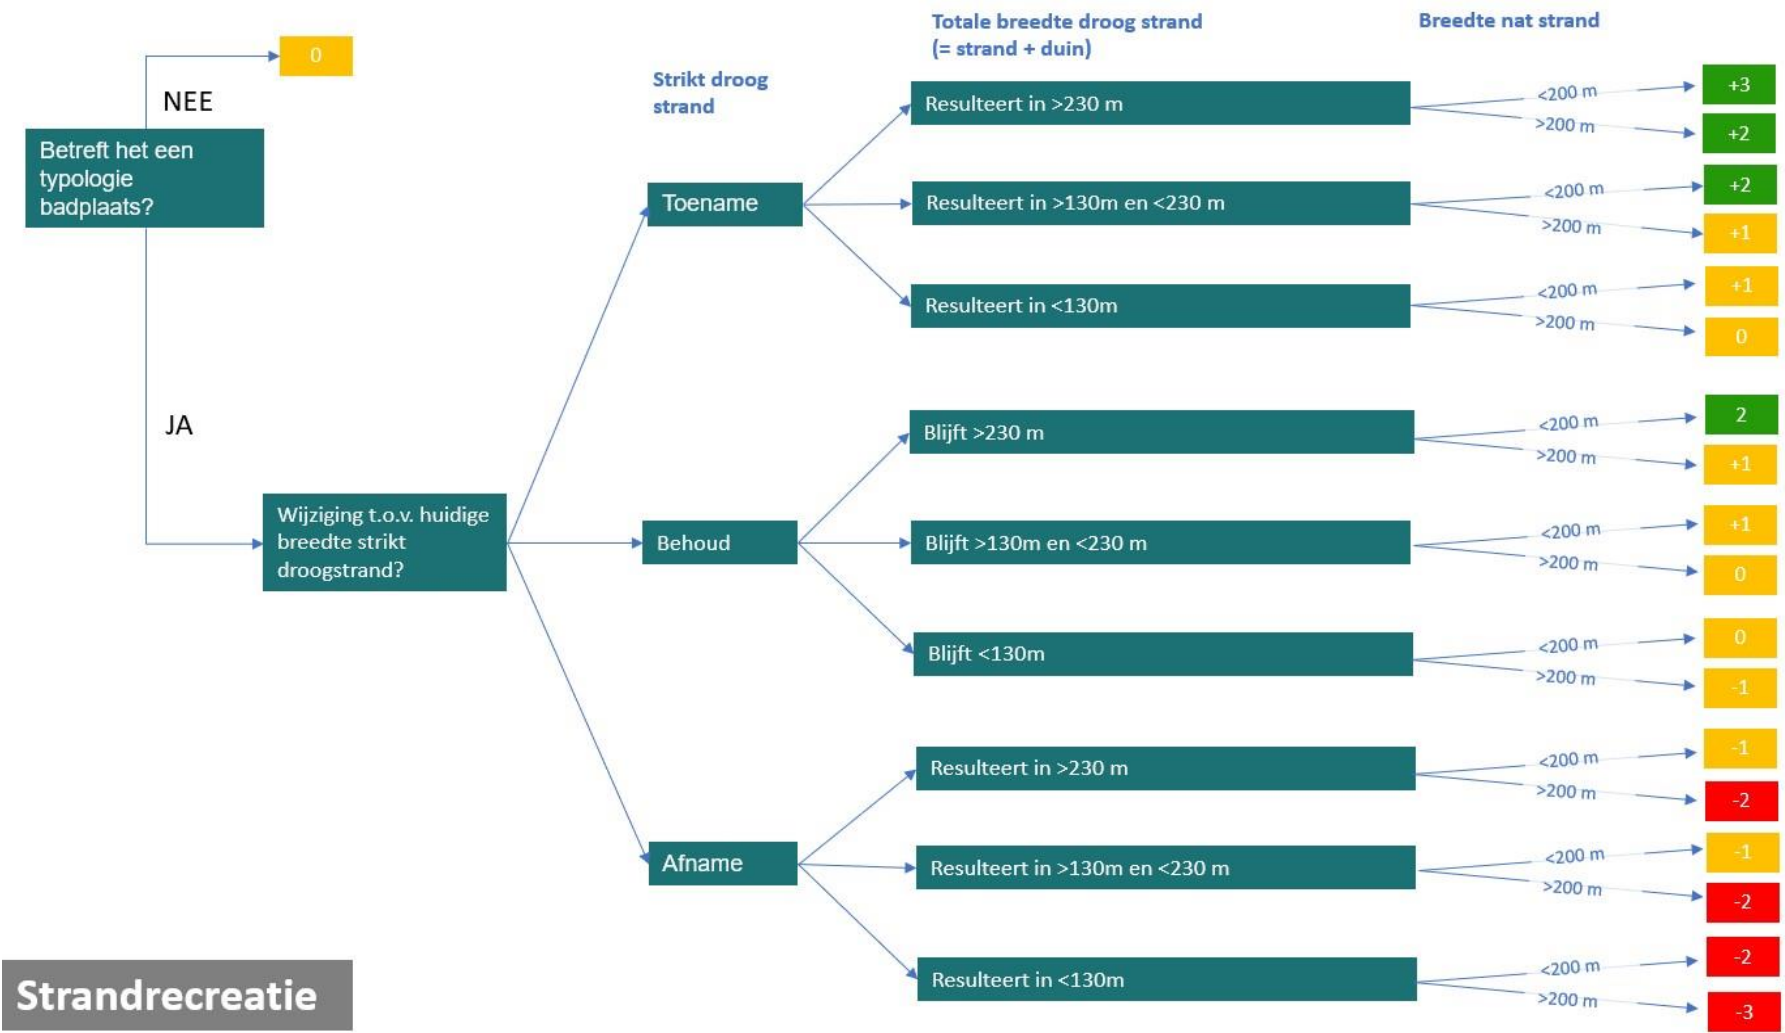 Totale breedte droog strand
(= strand + duin)
Breedte nat strand
Strikt droog
strand
0
NEE
Betreft het een
typologie
badplaats?
JA
Wijziging t.o.v. huidige
breedte strikt
droogstrand?
Toename
Resulteert in >230 m
<200 m
+3
>200 m
+2
Resulteert in >130m en <230 m
<200 m
+2
>200 m
+1
Resulteert in <130m
<200 m
+1
>200 m
0
Behoud
Blijft >230 m
<200 m
2
>200 m
+1
Blijft >130m en <230 m
<200 m
+1
>200 m
0
Blijft <130m
<200 m
0
>200 m
-1
Afname
Resulteert in >230 m
<200 m
-1
>200 m
-2
Resulteert in >130m en <230 m
<200 m
-1
>200 m
-2
Resulteert in <130m
<200 m
-2
>200 m
-3
Strandrecreatie